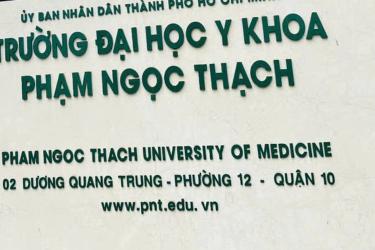 ỦY BAN NHÂN DÂN THÀNH PHỐ HỒ CHÍ
TRƯỜNG ĐẠI HỌC Y KHOA
PHẠM NGỌC THẠCH
PHAM NGOC THACH UNIVERSITY OF MEDICINE
02 DƯƠNG QUANG TRUNG - PHƯỜNG 12 - QUẬN 10
www.pnt.edu.vn